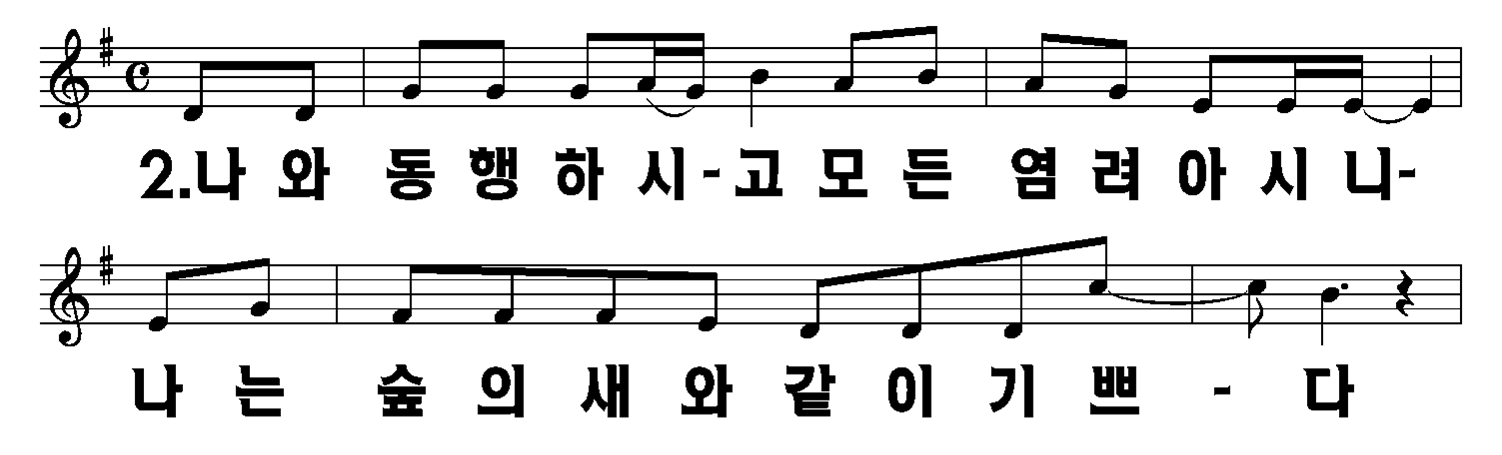 2.나 와 동 행 하 시 - 고 모 든 염 려 아 시 니 -
나 는 숲 의 새 와 같 이 기 쁘 - 다